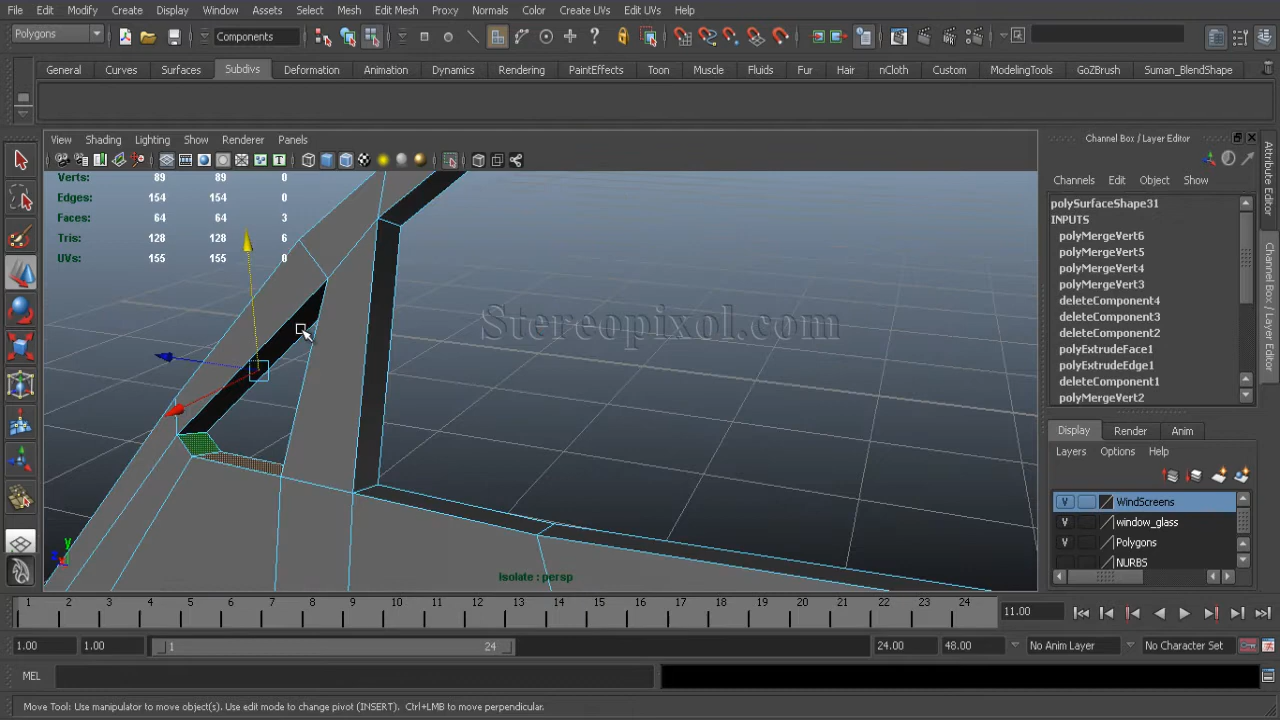 File Edit Modify Create Display Window Assets Select Mesh Edit Mesh Proxy Normals Color Create UVs Edit UVs Help
Polygons Components
General Curves Surfaces Subdivs Deformation Animation Dynamics Rendering PaintEffects Toon Muscle Fluids Fur Hair nCloth Custom ModelingTools GoZBrush Suman_BlendShape
View Shading Lighting Show Renderer Panels
Channel Box / Layer Editor
Channels Edit Object Show
Verts: 89 89 0
Edges: 154 154 0
Faces: 64 64 3
Tris: 128 128 6
UVs: 155 155 0
Stereopixol.com
y
Isolate : persp
polySurfaceShape31
INPUTS
polyMergeVert6
polyMergeVert5
polyMergeVert4
polyMergeVert3
deleteComponent4
deleteComponent3
deleteComponent2
polyExtrudeFace1
polyExtrudeEdge1
deleteComponent1
polyMergeVert2
Display Render Anim
Layers Options Help
V WindScreens
V window_glass
V Polygons
NURBS
Attribute Editor
Channel Box / Layer Editor
1 2 3 4 5 6 7 8 9 10 11 12 13 14 15 16 17 18 19 20 21 22 23 24
11.00
1.00 1.00 1 24 24.00 48.00 No Anim Layer No Character Set
MEL
Move Tool: Use manipulator to move object(s). Use edit mode to change pivot (INSERT). Ctrl+LMB to move perpendicular.